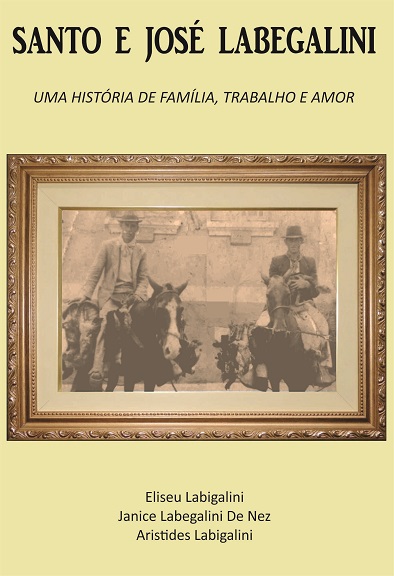 SANTO E JOSÉ LABEGALINI
UMA HISTÓRIA DE FAMÍLIA, TRABALHO E AMOR
Eliseu Labigalini
Janice Labegalini De Nez
Aristides Labigalini